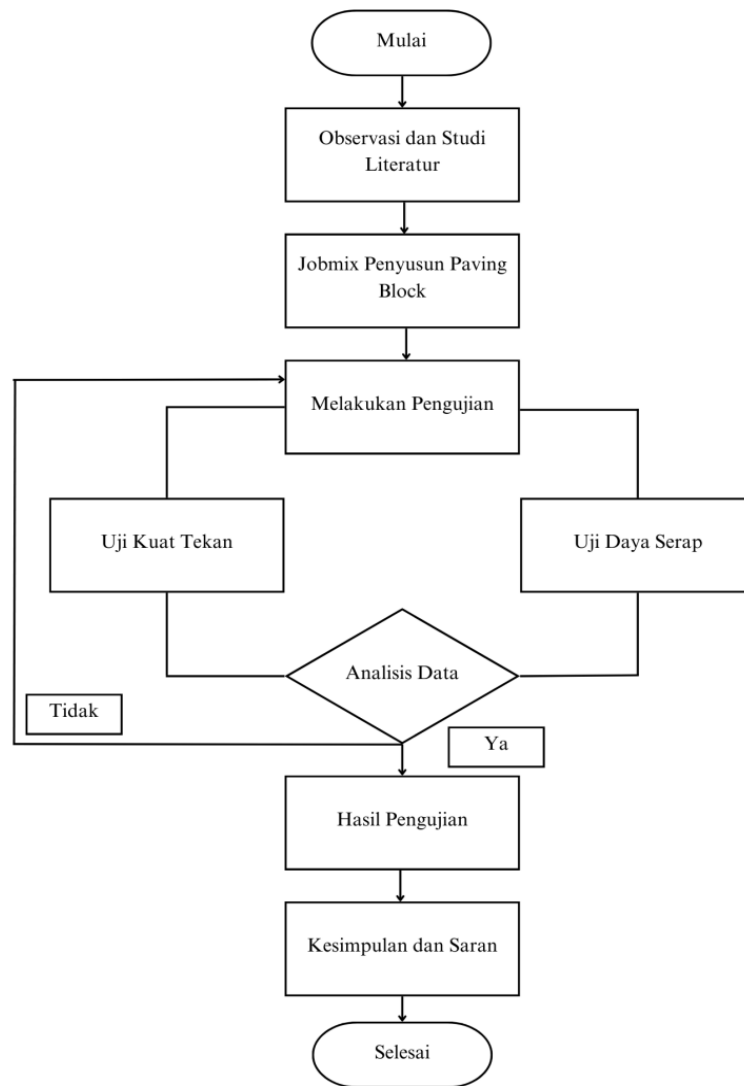 Mulai
Observasi dan Studi
Literatur
Jobmix Penyusun Paving
Block
Melakukan Pengujian
Uji Kuat Tekan
Uji Daya Serap
Analisis Data
Tidak
Ya
Hasil Pengujian
Kesimpulan dan Saran
Selesai